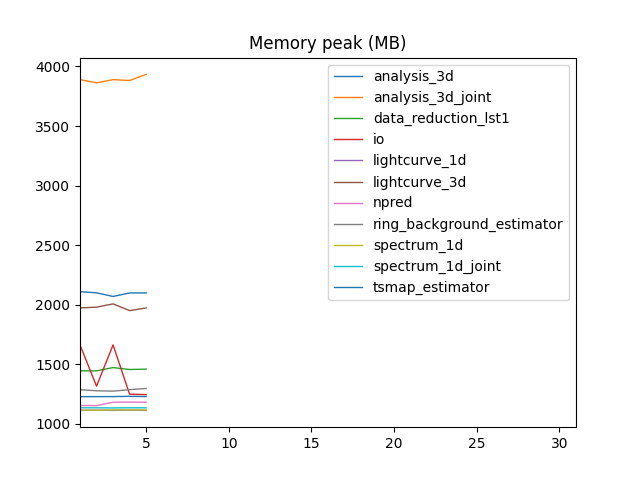 Memory peak (MB)
4000
3500
3000
2500
2000
1500
1000
analysis_3d
analysis_3d_joint
data_reduction_lst1
io
lightcurve_1d
lightcurve_3d
npred
ring_background_estimator
spectrum_1d
spectrum_1d_joint
tsmap_estimator
5 10 15 20 25 30